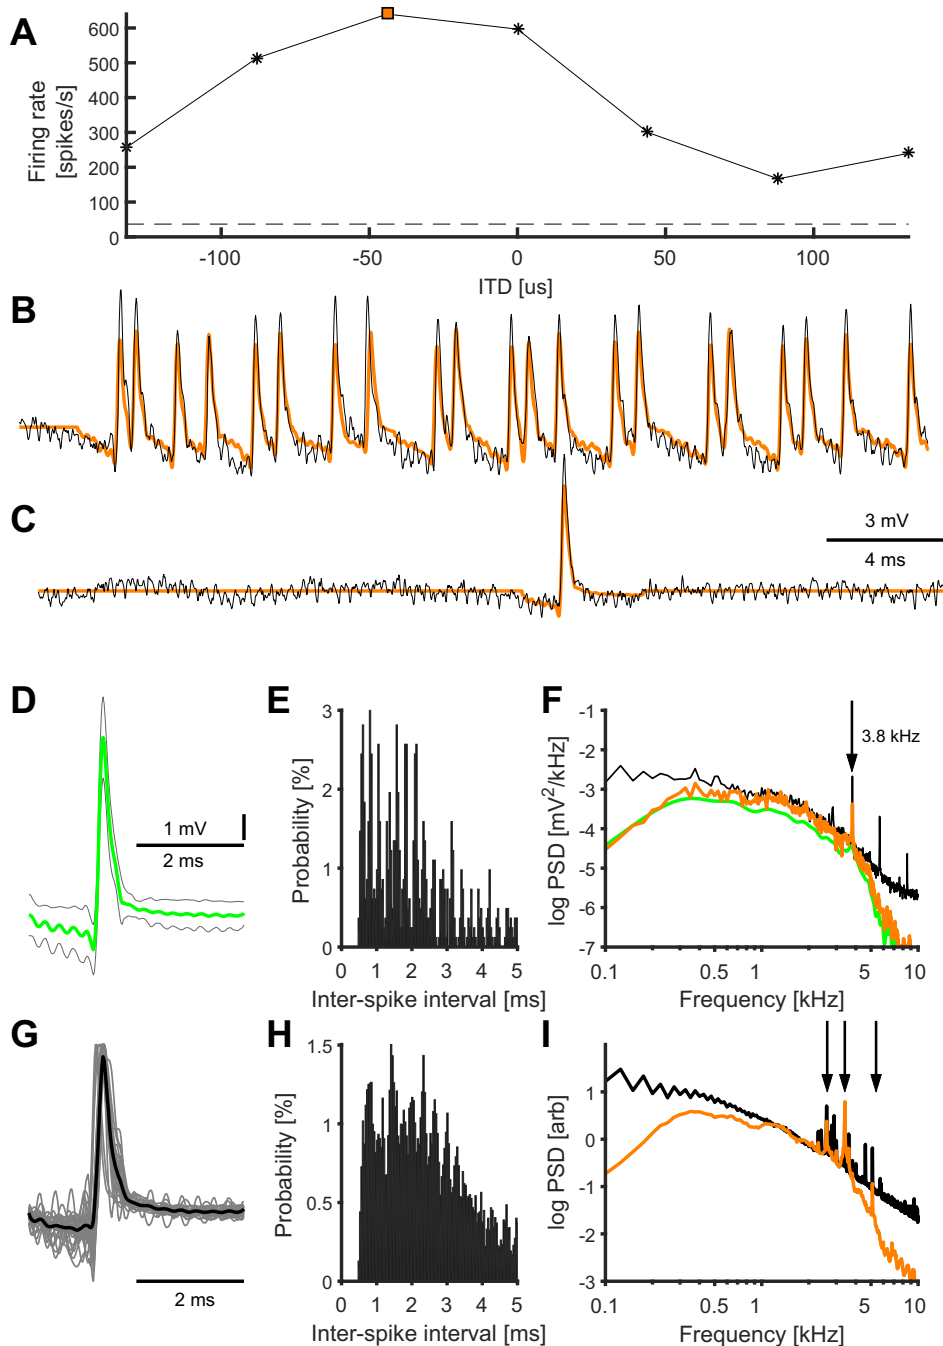 A
Firing rate
[spikes/s]
600
500
400
300
200
100
0
-100
-50
0
50
100
ITD [us]
B
C
3 mV
4 ms
D
1 mV
2 ms
E
Probability [%]
3
2
1
0
0
1
2
3
4
5
Inter-spike interval [ms]
F
log PSD [mV²/kHz]
-1
-2
-3
-4
-5
-6
-7
3.8 kHz
0.1
0.5
1
5
10
Frequency [kHz]
G
2 ms
H
Probability [%]
1.5
1
0.5
0
0
1
2
3
4
5
Inter-spike interval [ms]
I
log PSD [arb]
1
0
-1
-2
-3
0.1
0.5
1
5
10
Frequency [kHz]